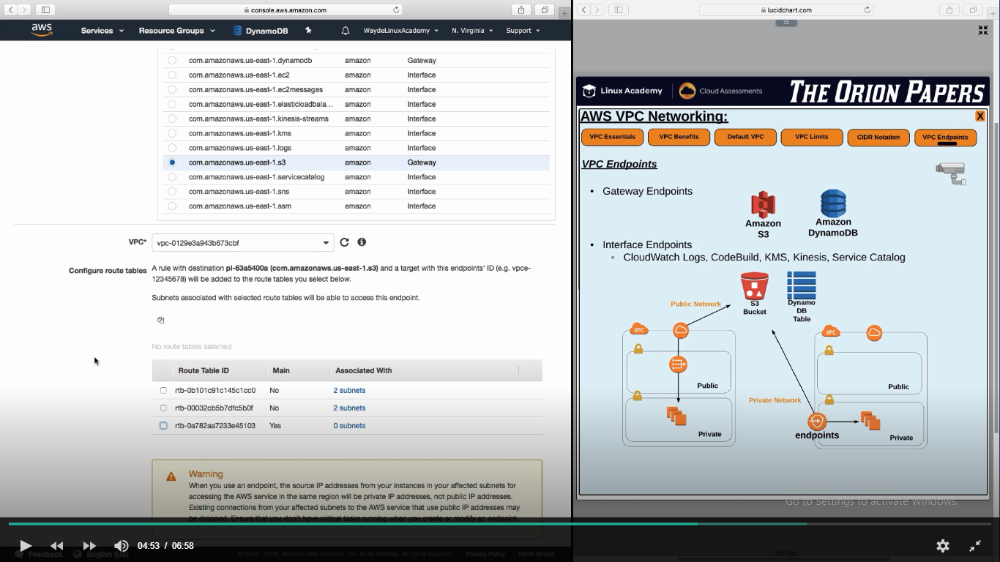 console.aws.amazon.com
aws Services Resource Groups DynamoDB WaydeLinuxAcademy N. Virginia Support
com.amazonaws.us-east-1.dynamodb amazon Gateway
com.amazonaws.us-east-1.ec2 amazon Interface
com.amazonaws.us-east-1.ec2messages amazon Interface
com.amazonaws.us-east-1.elasticloadbala... amazon Interface
com.amazonaws.us-east-1.kinesis-streams amazon Interface
com.amazonaws.us-east-1.kms amazon Interface
com.amazonaws.us-east-1.logs amazon Interface
com.amazonaws.us-east-1.s3 amazon Gateway
com.amazonaws.us-east-1.servicecatalog amazon Interface
com.amazonaws.us-east-1.sns amazon Interface
com.amazonaws.us-east-1.ssm amazon Interface
VPC* vpc-0129e3a943b673cbf
Configure route tables A rule with destination pl-63a5400a (com.amazonaws.us-east-1.s3) and a target with this endpoints' ID (e.g. vpce-
12345678) will be added to the route tables you select below.
Subnets associated with selected route tables will be able to access this endpoint.
No route tables selected
Route Table ID Main Associated With
rtb-0b101c91c145c1cc0 No 2 subnets
rtb-00032cb5b7dfc5b0f No 2 subnets
rtb-0a782aa7233e45103 Yes 0 subnets
Warning
When you use an endpoint, the source IP addresses from your instances in your affected subnets for
accessing the AWS service in the same region will be private IP addresses, not public IP addresses.
Existing connections from your affected subnets to the AWS service that use public IP addresses may
be dropped. Ensure that you don't have critical tasks running when you create or modify an endpoint.
Feedback English (US) © 2008 - 2018, Amazon Web Services, Inc. or its affiliates. All rights reserved. Privacy Policy Terms of Use
04:53 / 06:58
lucidchart.com
Linux Academy Cloud Assessments THE ORION PAPERS
AWS VPC Networking: X
VPC Essentials VPC Benefits Default VPC VPC Limits CIDR Notation VPC Endpoints
VPC Endpoints
• Gateway Endpoints
Amazon
S3
Amazon
DynamoDB
• Interface Endpoints
◦ CloudWatch Logs, CodeBuild, KMS, Kinesis, Service Catalog
Public Network
S3
Bucket
Dynamo
DB
Table
VPC
Public
Private
VPC
Public
Private Network
endpoints
Private
Go to Settings to activate Windows.